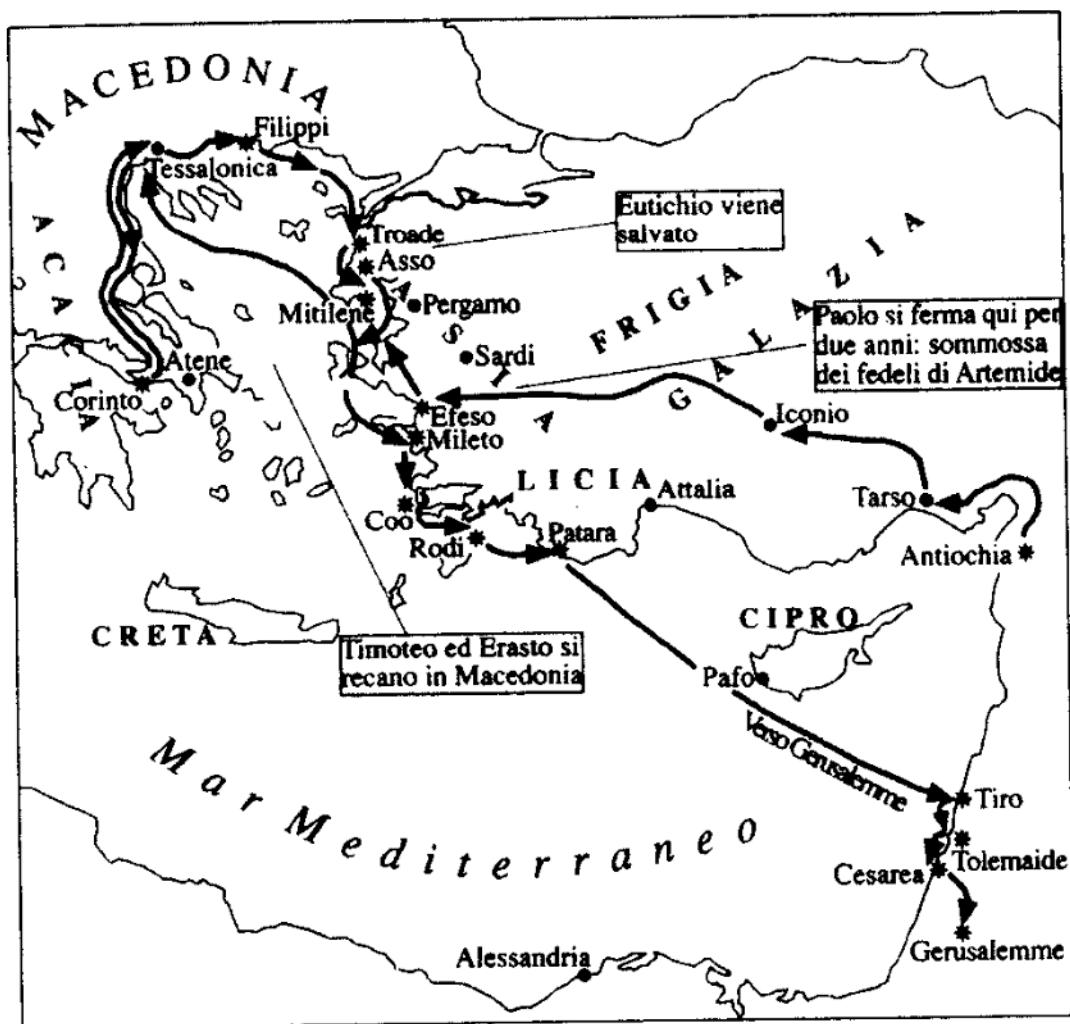 MACEDONIA
Filippi
Tessalonica
ACAIA
Eutichio viene
salvato
Troade
Asso
ASIA
FRIGIA
GALAZIA
Mitilene
Pergamo
Paolo si ferma qui per
due anni: sommossa
dei fedeli di Artemide
Sardi
Atene
Corinto
Efeso
Mileto
Iconio
LICIA
Attalia
Tarso
Coo
Rodi
Patara
Antiochia
CRETA
CIPRO
Timoteo ed Erasto si
recano in Macedonia
Pafo
Verso Gerusalemme
Mar Mediterraneo
Tiro
Tolemaide
Cesarea
Gerusalemme
Alessandria